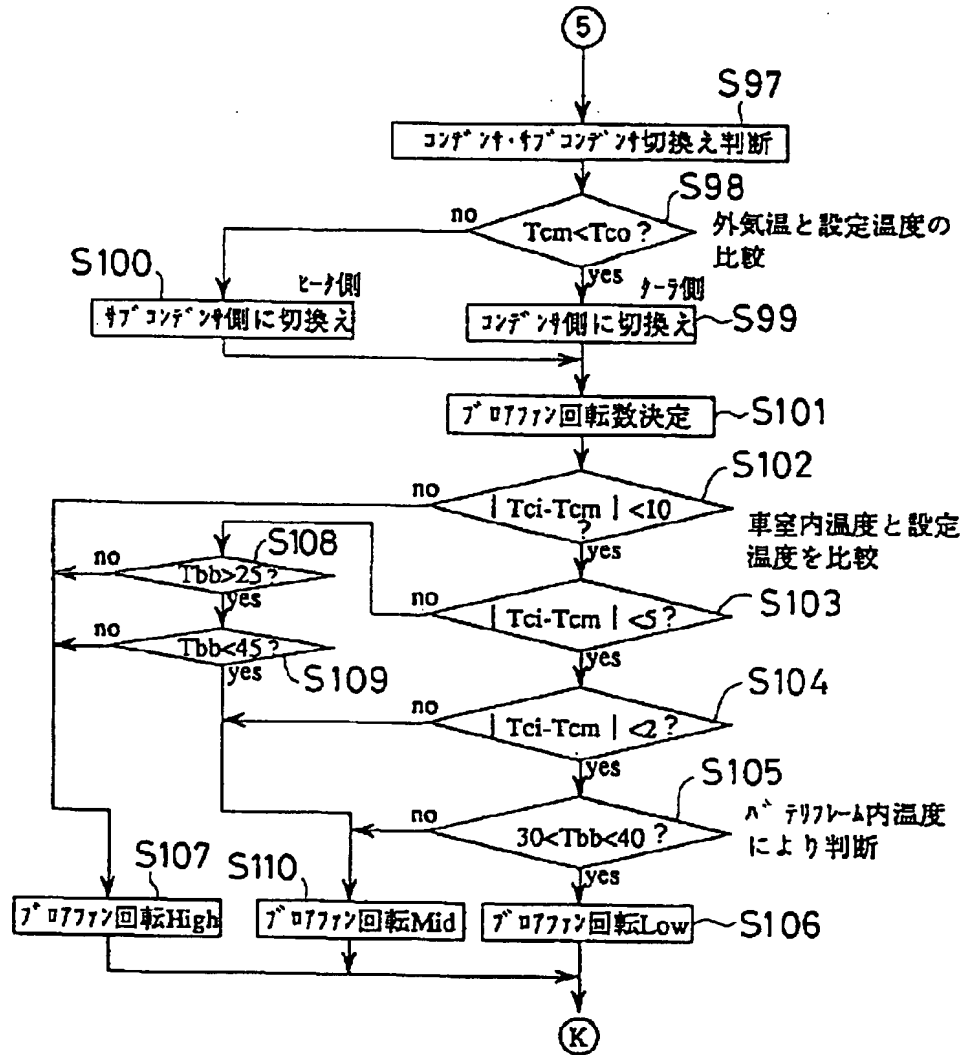 5
S97
コンデンサ・サブコンデンサ切換え判断
S98
no
Tcm<Tco?
外気温と設定温度の
比較
yes
S100
ヒータ側
サブコンデンサ側に切換え
クーラ側
コンデンサ側に切換え
S99
ブロアファン回転数決定
S101
S102
no
|Tci-Tcm|<10
?
車室内温度と設定
温度を比較
yes
S108
no
Tbb>25?
yes
S103
no
|Tci-Tcm|<5?
yes
no
Tbb<45?
yes
S109
S104
no
|Tci-Tcm|<2?
yes
S105
no
30<Tbb<40?
バテリフレーム内温度
により判断
yes
S107
ブロアファン回転High
S110
ブロアファン回転Mid
ブロアファン回転Low
S106
K